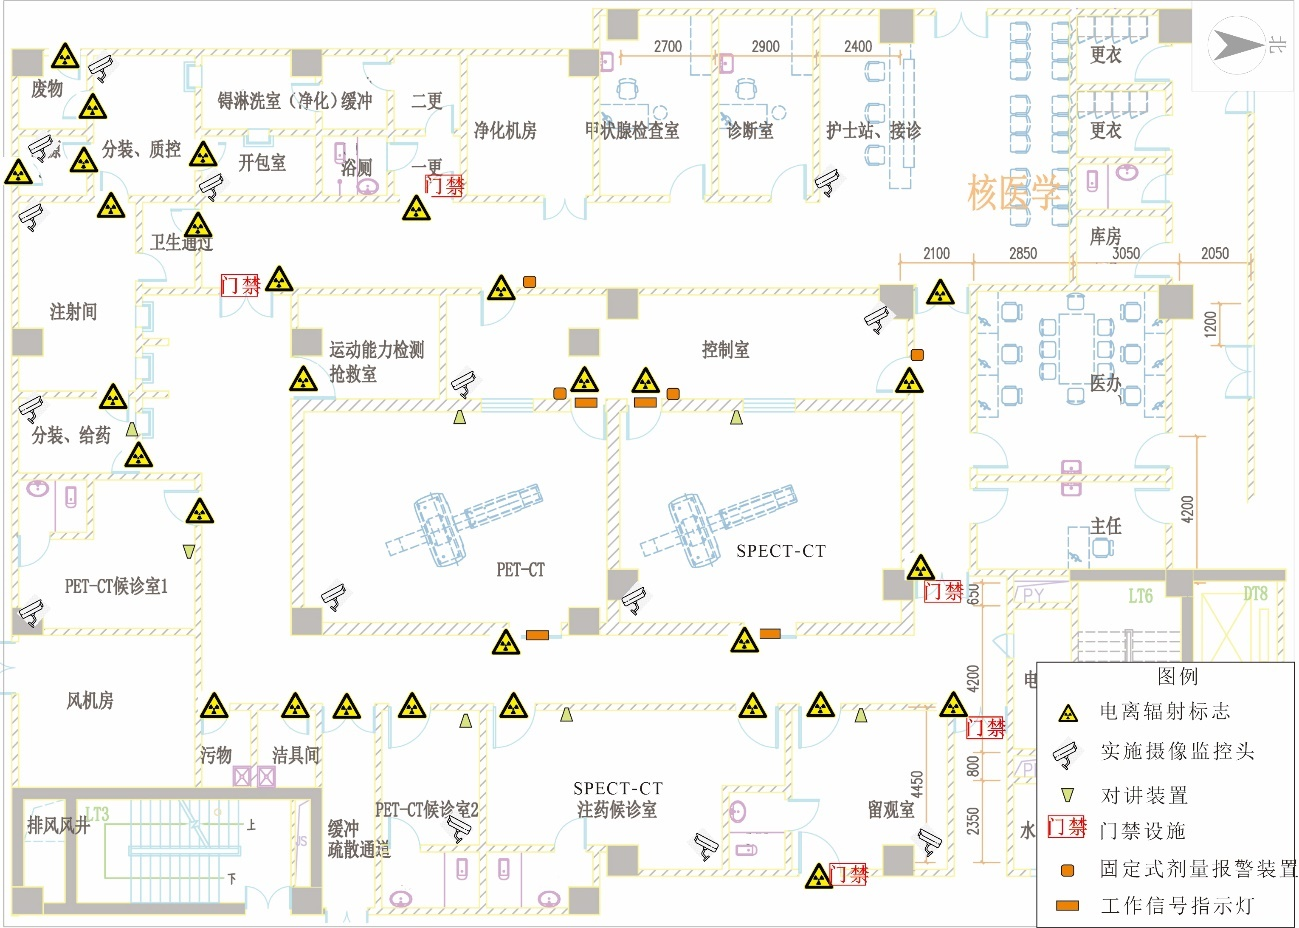 北
2700
2900
2400
更衣
废物
锝淋洗室（净化）缓冲
二更
净化机房
甲状腺检查室
诊断室
护士站、接诊
更衣
分装、质控
开包室
浴厕
一更
门禁
核医学
卫生通过
库房
2100
2850
3050
2050
门禁
注射间
1200
运动能力检测
抢救室
控制室
医办
分装、给药
4200
主任
PET-CT
SPECT-CT
PET-CT候诊室1
门禁
650
PY
LT6
DT8
4200
风机房
电
门禁
污物
洁具间
800
4450
2350
SPECT-CT
注药候诊室
PET-CT候诊室2
留观室
水
排风风井
LT3
上
下
JS
缓冲
疏散通道
门禁
图例
电离辐射标志
实施摄像监控头
对讲装置
门禁 门禁设施
固定式剂量报警装置
工作信号指示灯